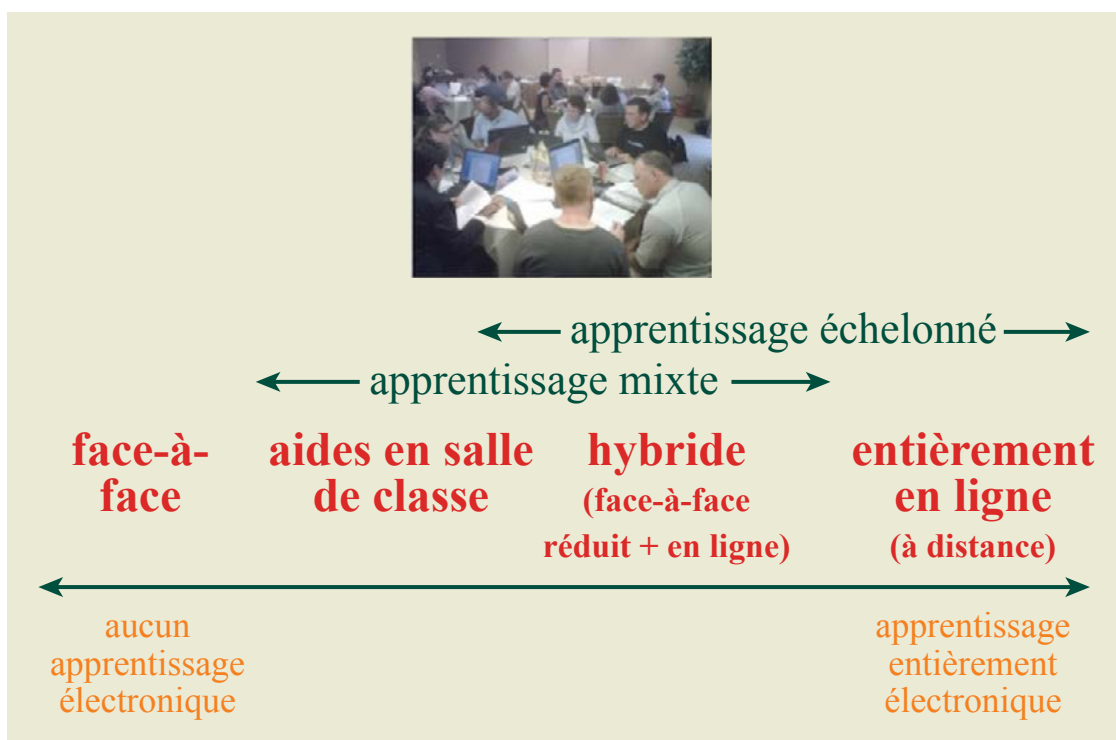 apprentissage échelonné
apprentissage mixte
face-à-
face
aides en salle
de classe
hybride
(face-à-face
réduit + en ligne)
entièrement
en ligne
(à distance)
aucun
apprentissage
électronique
apprentissage
entièrement
électronique